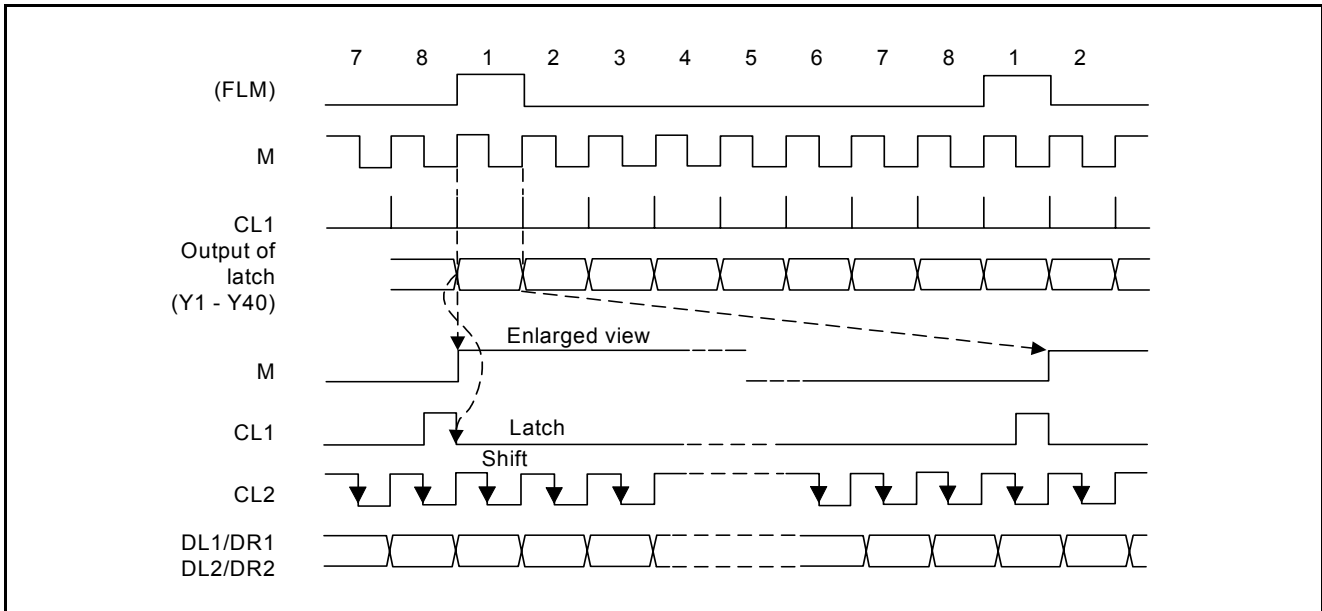 7 8 1 2 3 4 5 6 7 8 1 2
(FLM)
M
CL1
Output of
latch
(Y1 - Y40)
Enlarged view
M
CL1
Latch
Shift
CL2
DL1/DR1
DL2/DR2